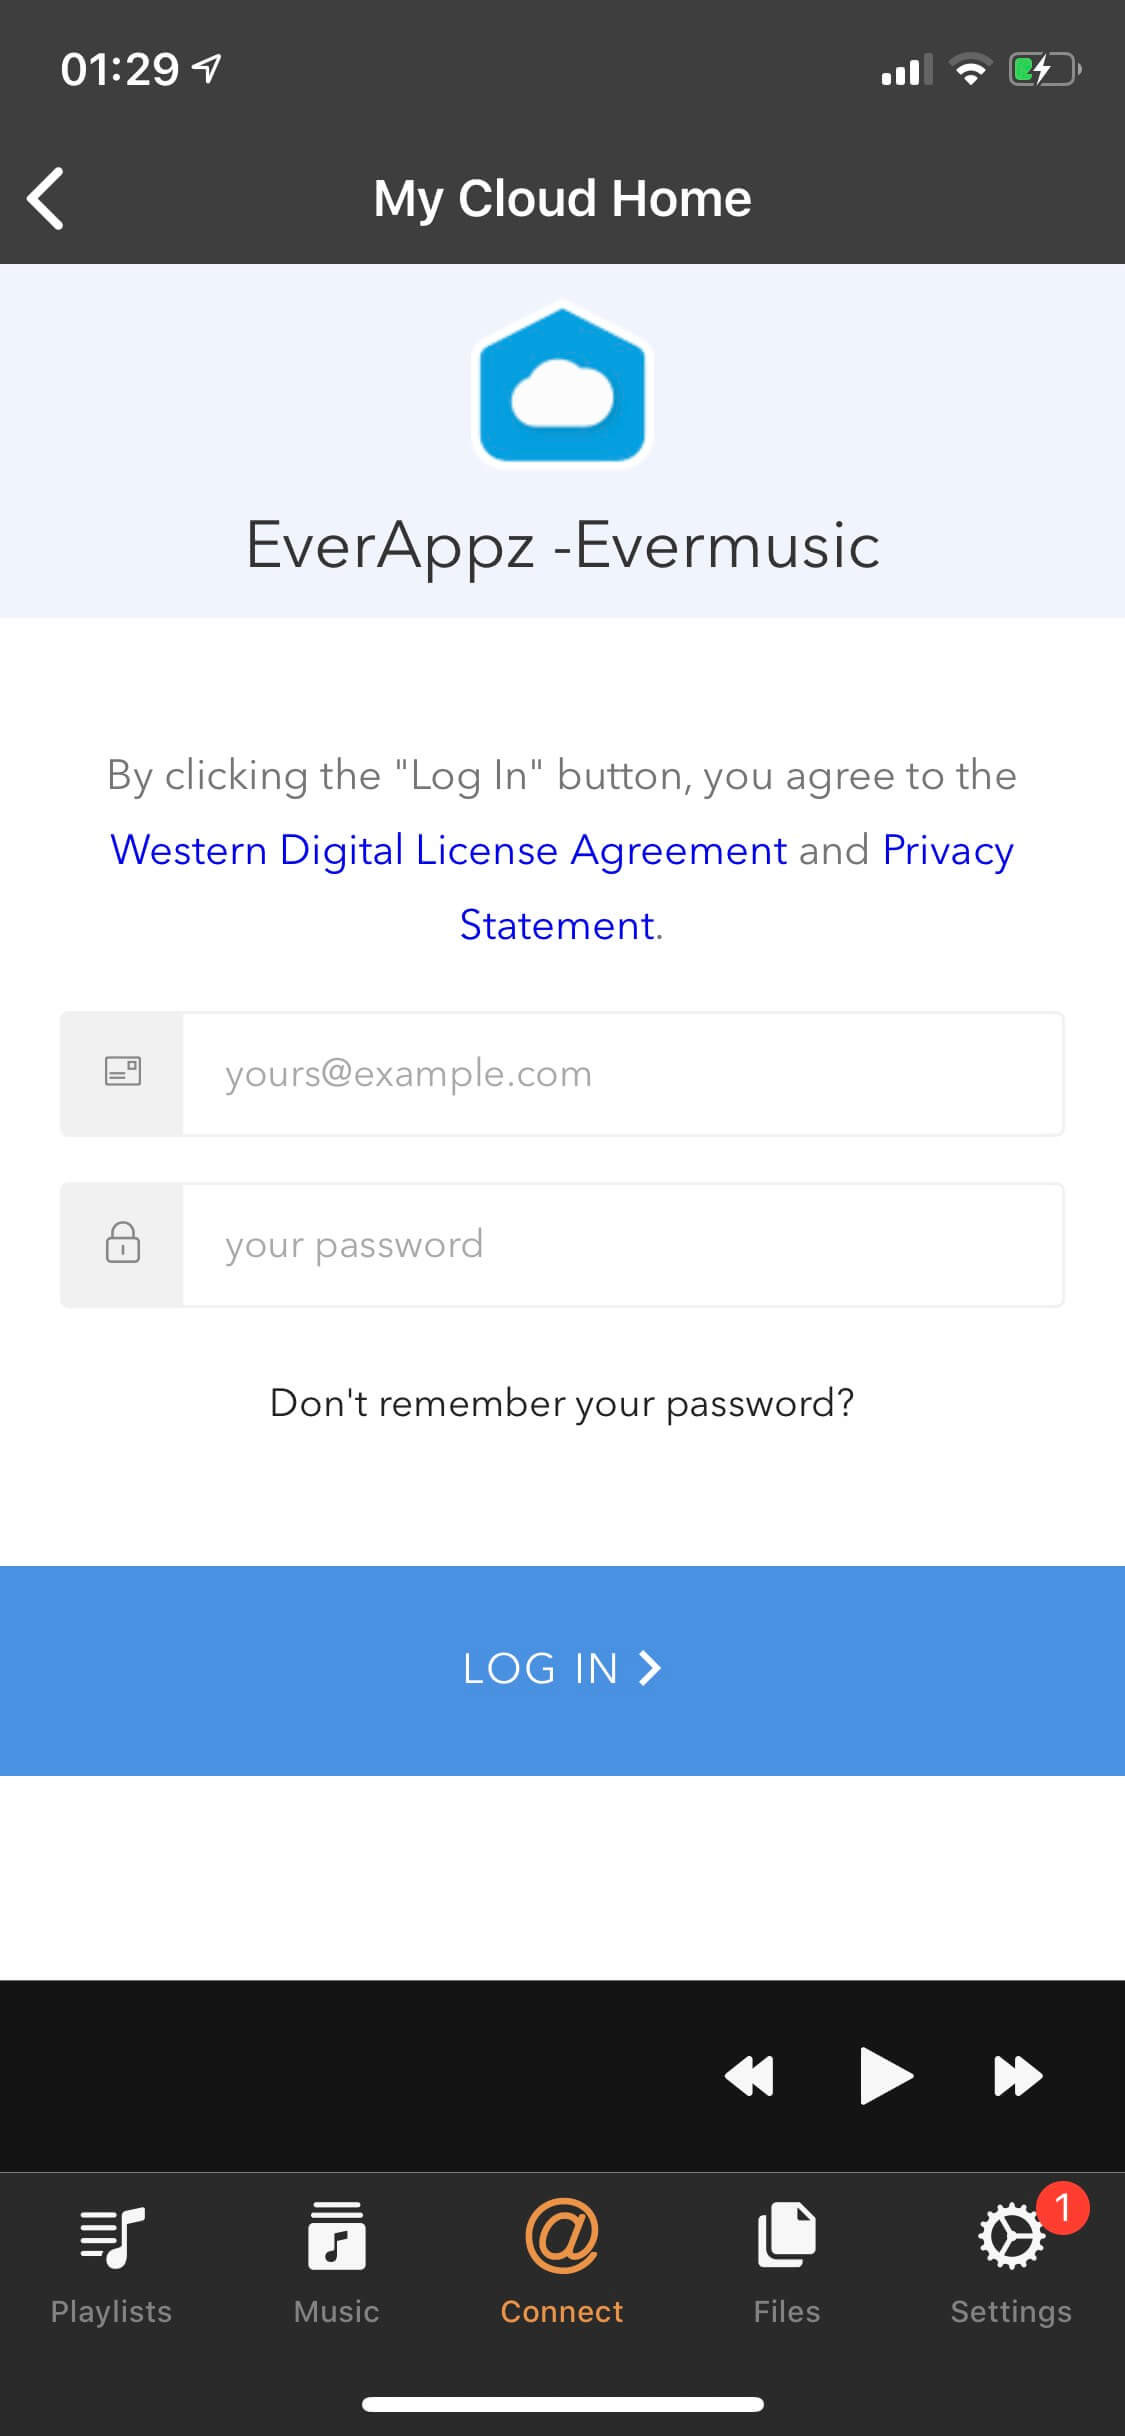 01:29
My Cloud Home
EverAppz -Evermusic
By clicking the "Log In" button, you agree to the
Western Digital License Agreement and Privacy
Statement.
yours@example.com
your password
Don't remember your password?
LOG IN
1
Playlists
Music
Connect
Files
Settings